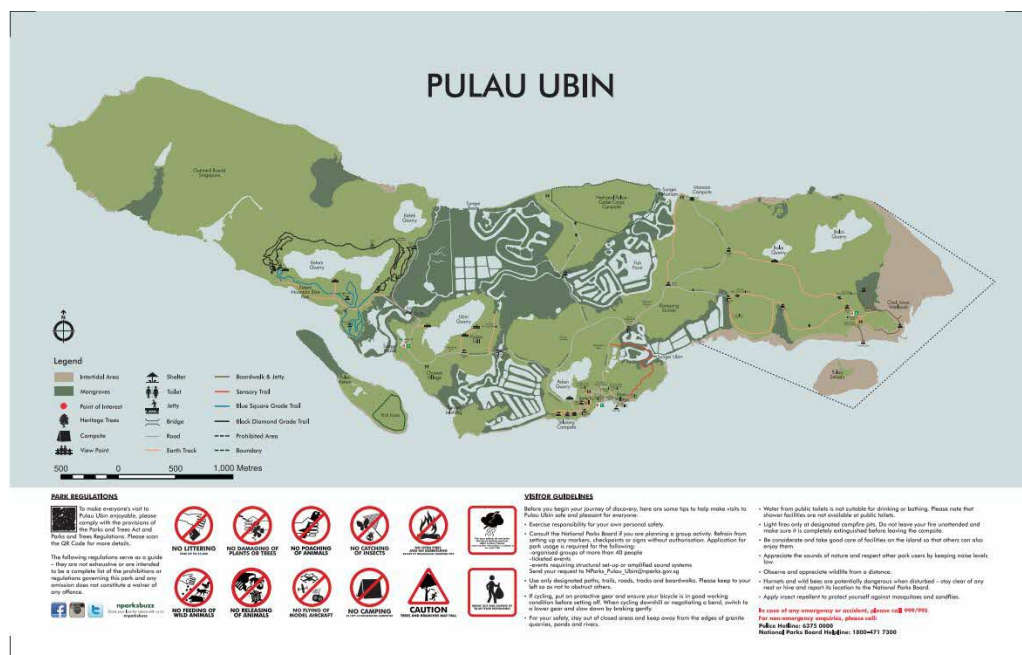 PULAU UBIN
Outward Bound
Singapore
National Police
Cadet Corps
Campsite
Mamam
Campsite
Ketam
Quarry
Fish
Farm
Balai
Quarry
Ubin
Quarry
Pekan
Quarry
Chinese
Village
Kampung
Durian
Sungei Ubin
Chek Jawa
Wetlands
Pulau
Sekudu
Pulau
Ketam
Jelutong
Campsite
Ketam
Mountain Bike
Park
N
Legend
Intertidal Area
Mangroves
Point of Interest
Heritage Trees
Campsite
View Point
Shelter
Toilet
Jetty
Bridge
Road
Earth Track
Boardwalk & Jetty
Sensory Trail
Blue Square Grade Trail
Black Diamond Grade Trail
Prohibited Area
Boundary
500 0 500 1,000 Metres
PARK REGULATIONS
To make everyone's visit to
Pulau Ubin enjoyable, please
comply with the provisions of
the Parks and Trees Act and
Parks and Trees Regulations. Please scan
the QR Code for more details.
The following regulations serve as a guide
– they are not exhaustive or intended to
be a complete list of the prohibitions or
regulations governing this park and any
omission does not constitute a waiver of
any offence.
nparksbuzz
#nparksbuzz
NO LITTERING
NO DAMAGING OF
PLANTS OR TREES
NO POACHING
OF ANIMALS
NO CATCHING
OF INSECTS
NO FEEDING OF
WILD ANIMALS
NO RELEASING
OF ANIMALS
NO FLYING OF
MODEL AIRCRAFT
NO CAMPING
CAUTION
TREES AND BRANCHES MAY FALL
VISITOR GUIDELINES
Before you begin your journey of discovery, here are some tips to help make visits to
Pulau Ubin safe and pleasant for everyone:
• Exercise responsibility for your own personal safety.
• Consult the National Parks Board if you are planning a group activity. Refrain from
setting up any markers, checkpoints or signs without authorisation. Application for
park usage is required for the following:
-organised groups of more than 40 people
-ticketed events
-events requiring structural set-up or amplified sound systems
Send your request to NParks_Pulau_Ubin@nparks.gov.sg
• Use only designated paths, trails, roads, tracks and boardwalks. Please keep to your
left so as not to obstruct others.
• If cycling, put on protective gear and ensure your bicycle is in good working
condition before setting off. When cycling downhill or negotiating a bend, switch to
a lower gear and slow down by braking gently.
• For your safety, stay out of closed areas and keep away from the edges of granite
quarries, ponds and rivers.
• Water from public toilets is not suitable for drinking or bathing. Please note that
shower facilities are not available at public toilets.
• Light fires only at designated campfire pits. Do not leave your fire unattended and
make sure it is completely extinguished before leaving the campsite.
• Be considerate and take good care of facilities on the island so that others can also
enjoy them.
• Appreciate the sounds of nature and respect other park users by keeping noise levels
low.
• Observe and appreciate wildlife from a distance.
• Hornets and wild bees are potentially dangerous when disturbed – stay clear of any
nest or hive and report its location to the National Parks Board.
• Apply insect repellent to protect yourself against mosquitoes and sandflies.
In case of any emergency or accident, please call 999/995
For non-emergency enquiries, please call:
Police Hotline: 6375 0000
National Parks Board Helpline: 1800-471 7300